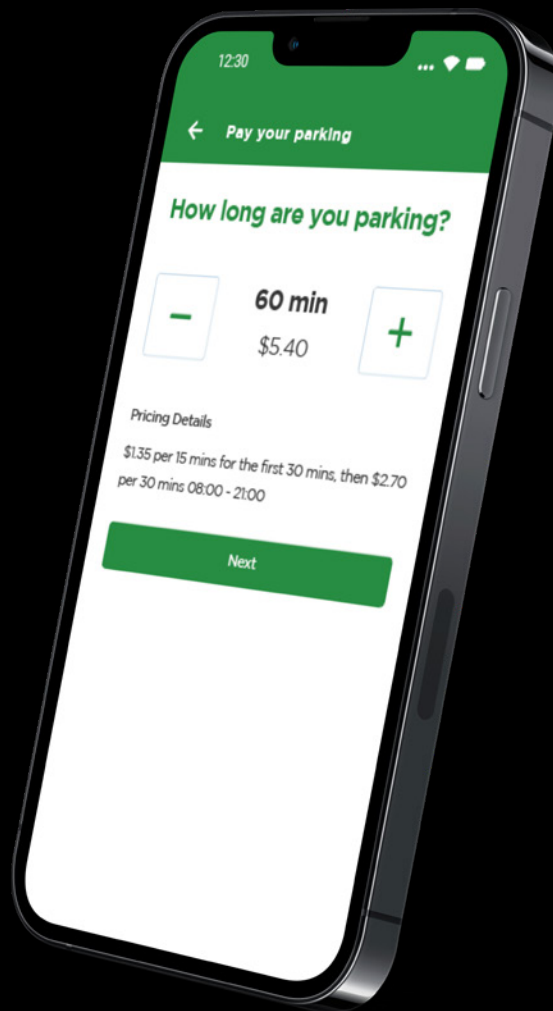 12:30
Pay your parking
How long are you parking?
60 min
− +
$5.40
Pricing Details
$1.35 per 15 mins for the first 30 mins, then $2.70
per 30 mins 08:00 - 21:00
Next